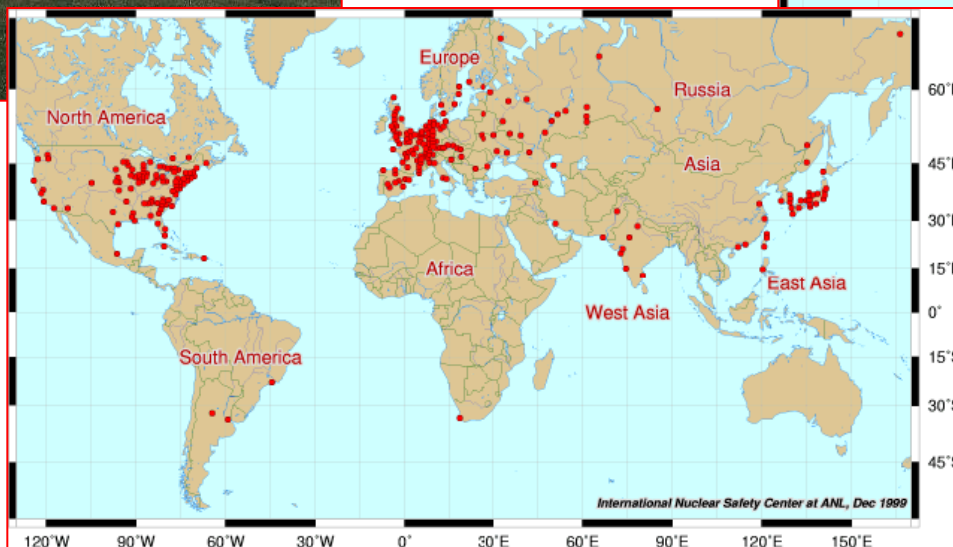 Europe
Russia
North America
Asia
Africa
East Asia
West Asia
South America
International Nuclear Safety Center at ANL, Dec 1999
60°N
45°N
30°N
15°N
0°
15°S
30°S
45°S
120°W 90°W 60°W 30°W 0° 30°E 60°E 90°E 120°E 150°E